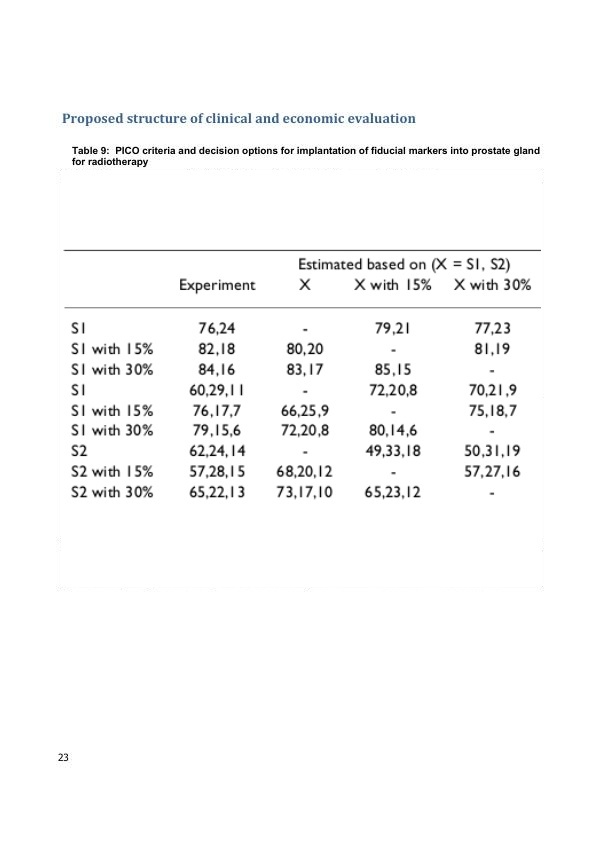 Proposed structure of clinical and economic evaluation
Table 9: PICO criteria and decision options for implantation of fiducial markers into prostate gland
for radiotherapy
Estimated based on (X = S1, S2)
Experiment X X with 15% X with 30%
S1 76,24 - 79,21 77,23
S1 with 15% 82,18 80,20 - 81,19
S1 with 30% 84,16 83,17 85,15 -
S1 60,29,11 - 72,20,8 70,21,9
S1 with 15% 76,17,7 66,25,9 - 75,18,7
S1 with 30% 79,15,6 72,20,8 80,14,6 -
S2 62,24,14 - 49,33,18 50,31,19
S2 with 15% 57,28,15 68,20,12 - 57,27,16
S2 with 30% 65,22,13 73,17,10 65,23,12 -
23